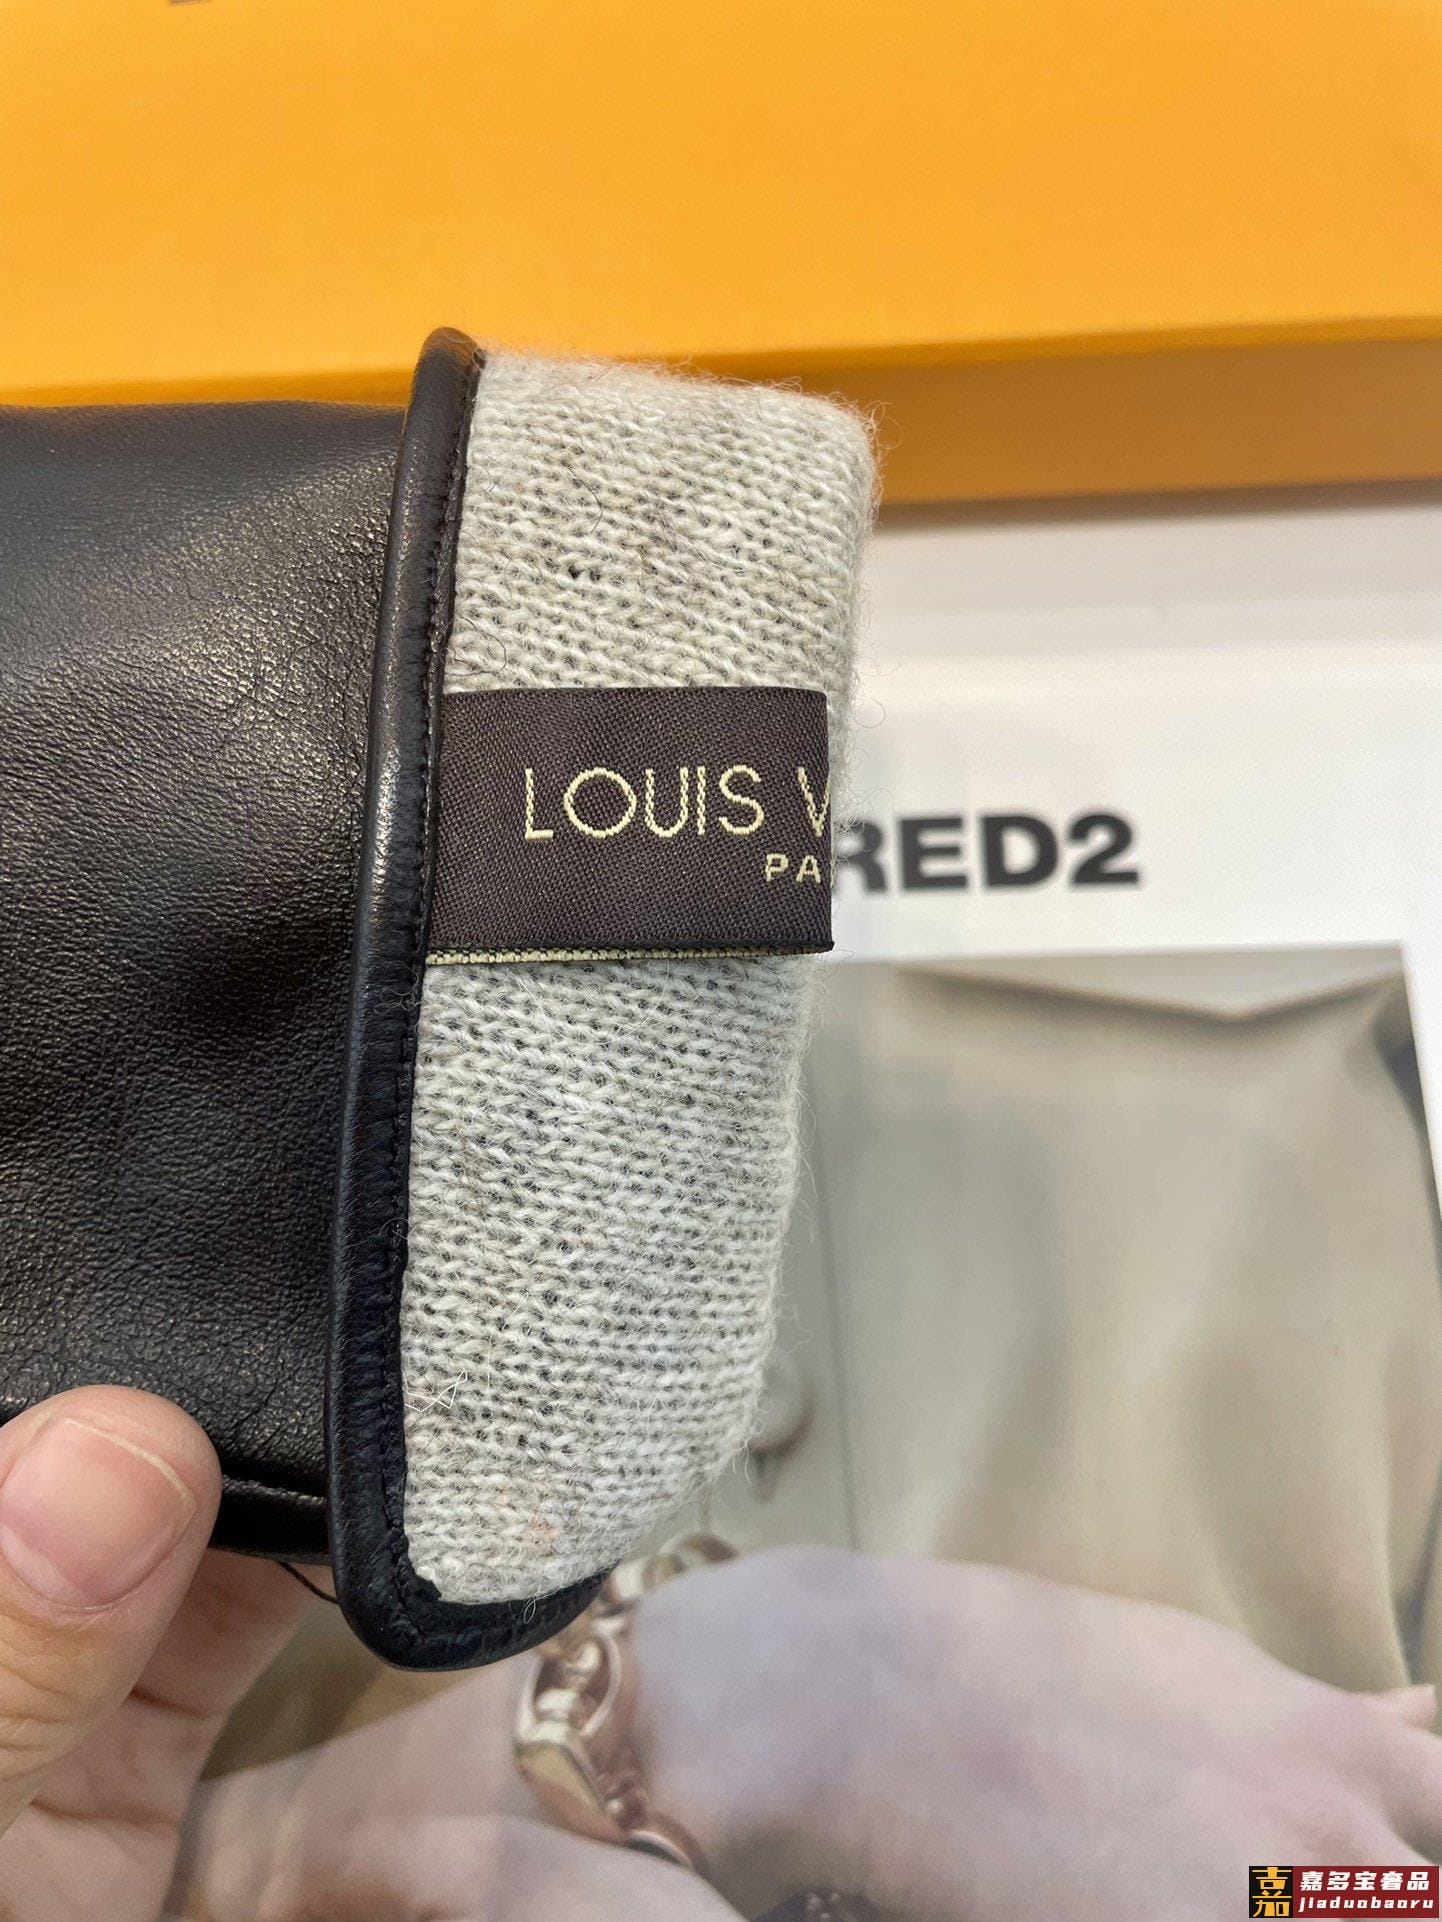 LOUIS V
PA
RED2
嘉多宝奢品
jiaduobaoru